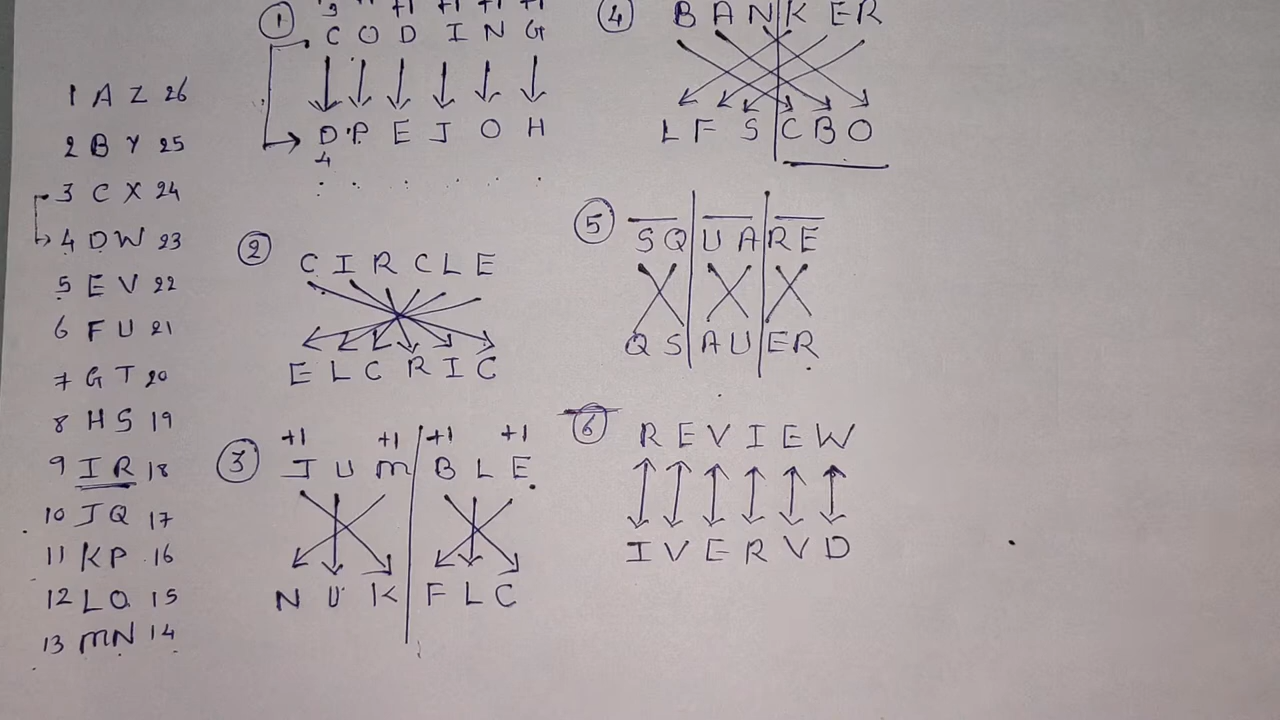 +1 +1 +1 +1
① C O D I N G
D P E J O H
4
④ B A N K E R
L F S C B O
1 A Z 26
2 B Y 25
3 C X 24
4 D W 23
5 E V 22
6 F U 21
7 G T 20
8 H S 19
9 I R 18
10 J Q 17
11 K P 16
12 L O 15
13 M N 14
② C I R C L E
E L C R I C
③ +1 +1 +1 +1
J U M B L E
N U K F L C
⑤ S Q U A R E
Q S A U E R
⑥ R E V I E W
I V E R V D